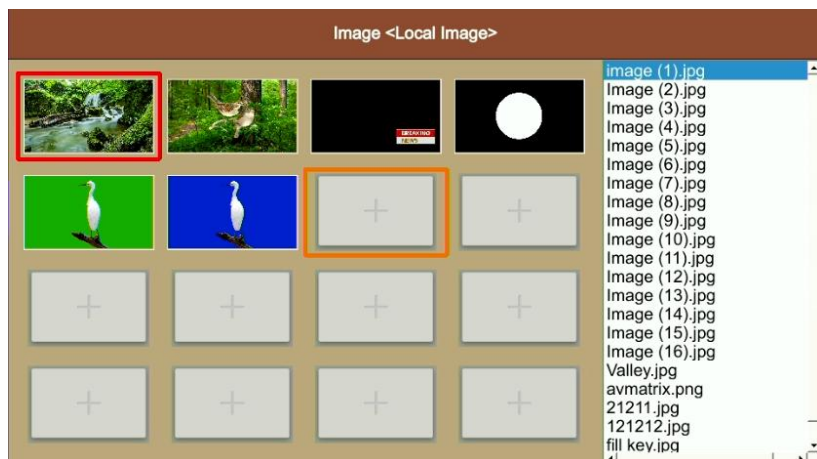 Image <Local Image>
BREAKING
NEWS
image (1).jpg
Image (2).jpg
Image (3).jpg
Image (4).jpg
Image (5).jpg
Image (6).jpg
Image (7).jpg
Image (8).jpg
Image (9).jpg
Image (10).jpg
Image (11).jpg
Image (12).jpg
Image (13).jpg
Image (14).jpg
Image (15).jpg
Image (16).jpg
Valley.jpg
avmatrix.png
21211.jpg
121212.jpg
fill key.jpg